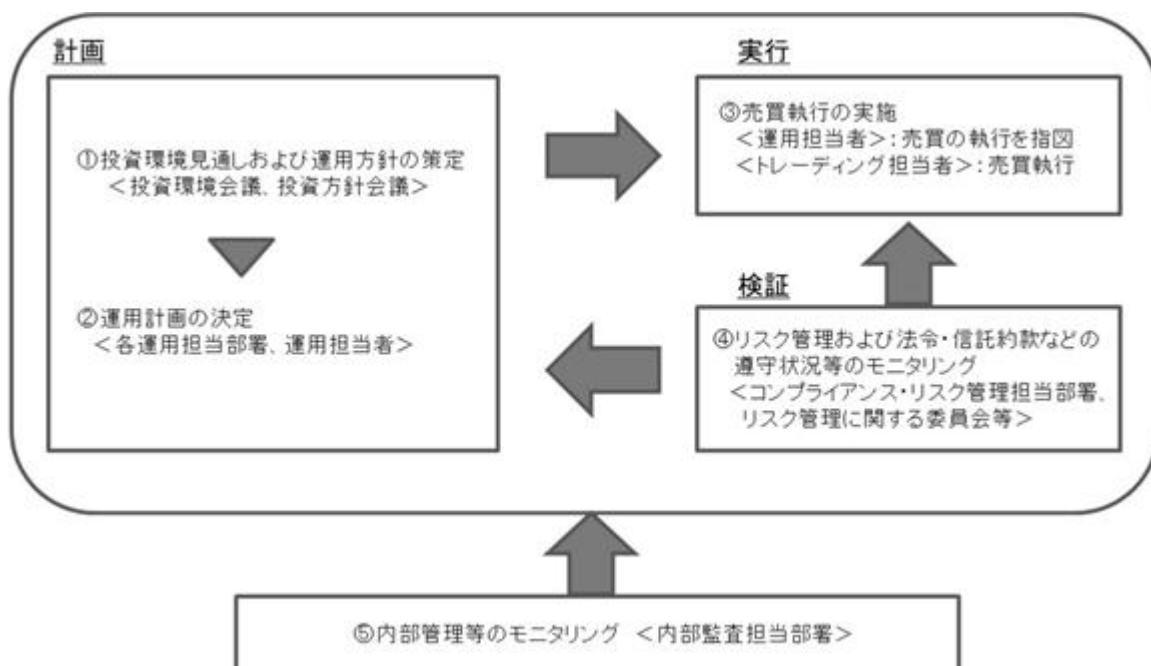 計画
①投資環境見通しおよび運用方針の策定
＜投資環境会議、投資方針会議＞
②運用計画の決定
＜各運用担当部署、運用担当者＞
実行
③売買執行の実施
＜運用担当者＞：売買の執行を指図
＜トレーディング担当者＞：売買執行
検証
④リスク管理および法令・信託約款などの
遵守状況等のモニタリング
＜コンプライアンス・リスク管理担当部署、
リスク管理に関する委員会等＞
⑤内部管理等のモニタリング ＜内部監査担当部署＞